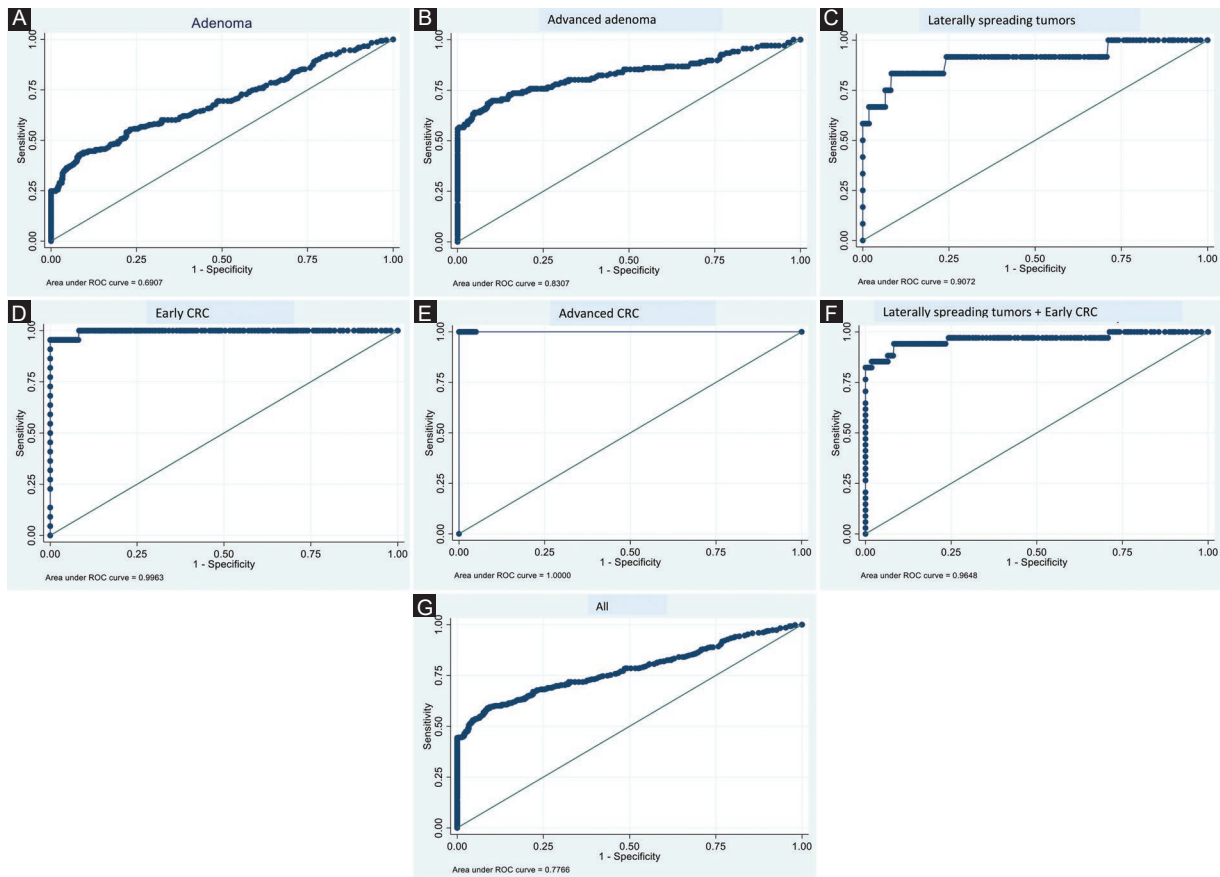 A
Adenoma
Sensitivity
0.00 0.25 0.50 0.75 1.00
0.00 0.25 0.50 0.75 1.00
1 - Specificity
Area under ROC curve = 0.6907
B
Advanced adenoma
Sensitivity
0.00 0.25 0.50 0.75 1.00
0.00 0.25 0.50 0.75 1.00
1 - Specificity
Area under ROC curve = 0.8307
C
Laterally spreading tumors
Sensitivity
0.00 0.25 0.50 0.75 1.00
0.00 0.25 0.50 0.75 1.00
1 - Specificity
Area under ROC curve = 0.9072
D
Early CRC
Sensitivity
0.00 0.25 0.50 0.75 1.00
0.00 0.25 0.50 0.75 1.00
1 - Specificity
Area under ROC curve = 0.9963
E
Advanced CRC
Sensitivity
0.00 0.25 0.50 0.75 1.00
0.00 0.25 0.50 0.75 1.00
1 - Specificity
Area under ROC curve = 1.0000
F
Laterally spreading tumors + Early CRC
Sensitivity
0.00 0.25 0.50 0.75 1.00
0.00 0.25 0.50 0.75 1.00
1 - Specificity
Area under ROC curve = 0.9648
G
All
Sensitivity
0.00 0.25 0.50 0.75 1.00
0.00 0.25 0.50 0.75 1.00
1 - Specificity
Area under ROC curve = 0.7766